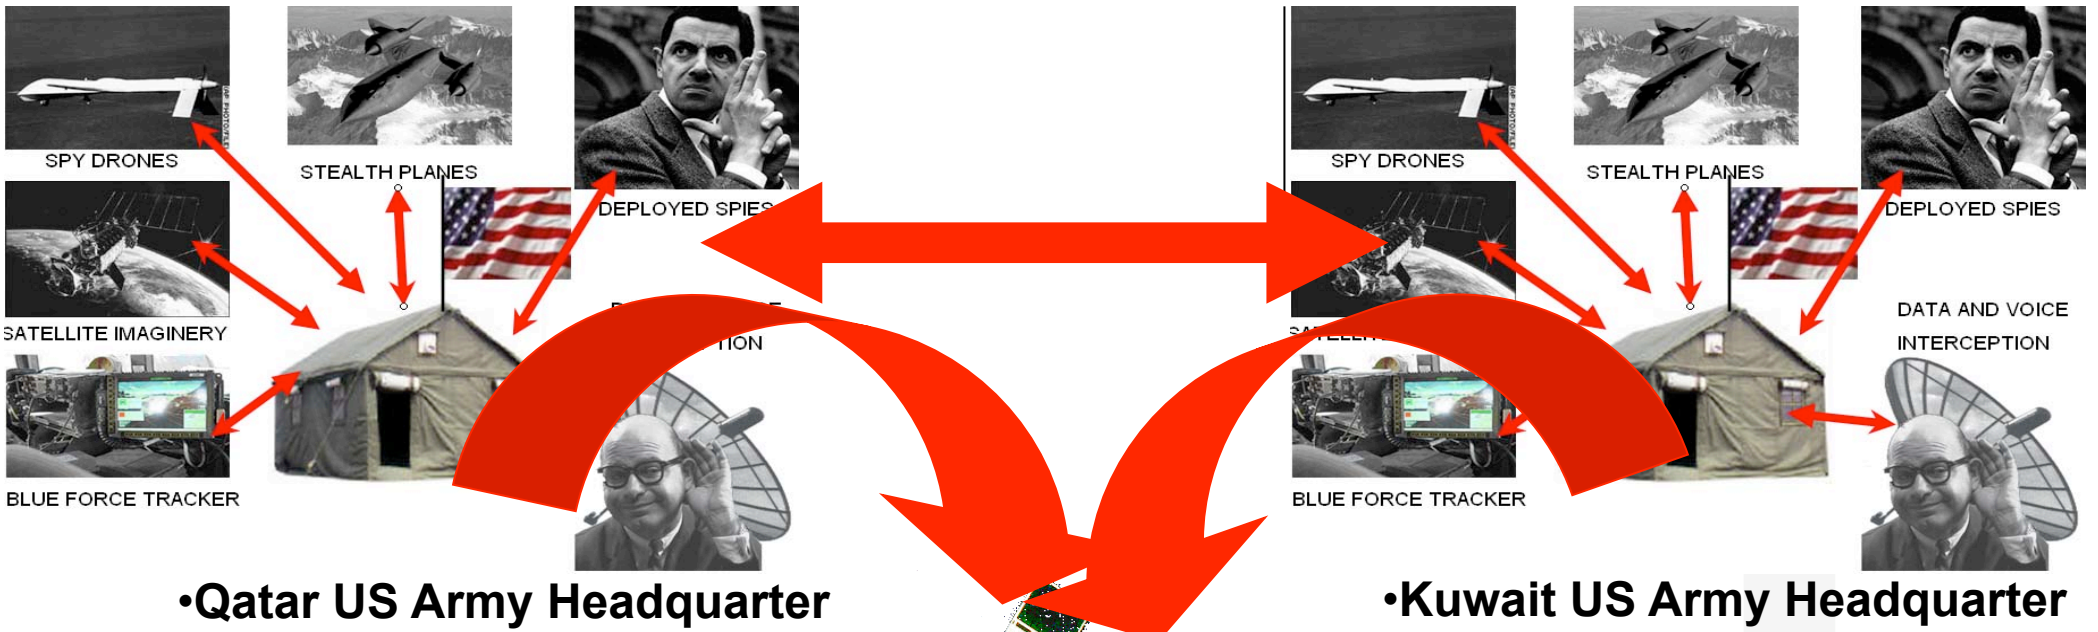 SPY DRONES
STEALTH PLANES
DEPLOYED SPIES
SATELLITE IMAGINERY
BLUE FORCE TRACKER
•Qatar US Army Headquarter
SPY DRONES
STEALTH PLANES
DEPLOYED SPIES
DATA AND VOICE
INTERCEPTION
BLUE FORCE TRACKER
•Kuwait US Army Headquarter